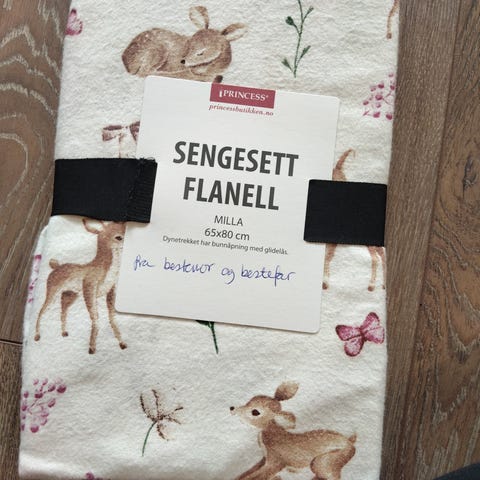 PRINCESS®
princessbutikken.no
SENGESETT
FLANELL
MILLA
65x80 cm
Dynetrekket har bunnåpning med glidelås.
fra bestemor og bestefar